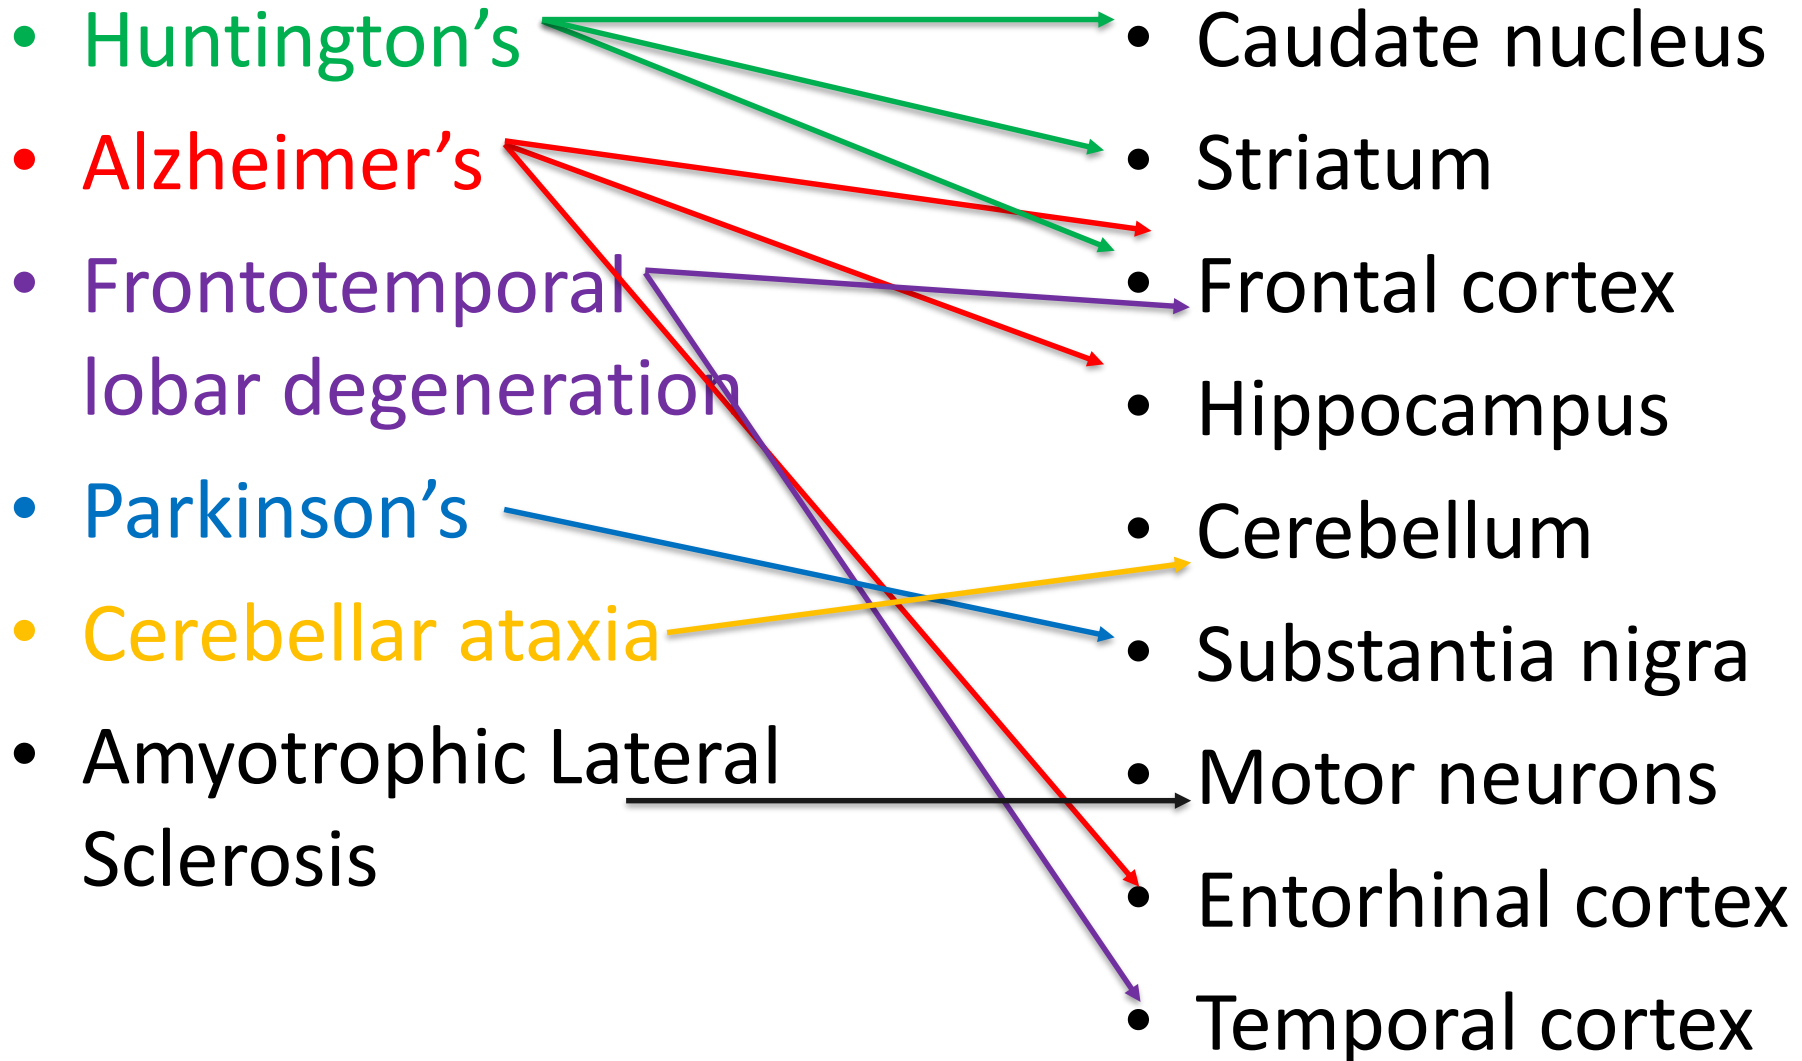 • Huntington’s
• Alzheimer’s
• Frontotemporal
lobar degeneration
• Parkinson’s
• Cerebellar ataxia
• Amyotrophic Lateral
Sclerosis
• Caudate nucleus
• Striatum
• Frontal cortex
• Hippocampus
• Cerebellum
• Substantia nigra
• Motor neurons
• Entorhinal cortex
• Temporal cortex